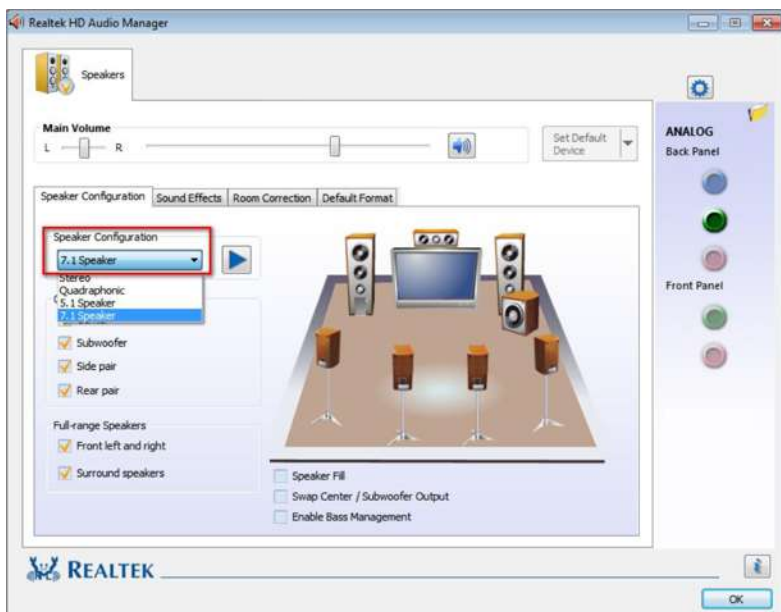 Realtek HD Audio Manager
Speakers
Main Volume
L R
Set Default
Device
Speaker Configuration Sound Effects Room Correction Default Format
Speaker Configuration
7.1 Speaker
Stereo
Quadraphonic
5.1 Speaker
7.1 Speaker
Subwoofer
Side pair
Rear pair
Full-range Speakers
Front left and right
Surround speakers
Speaker Fill
Swap Center / Subwoofer Output
Enable Bass Management
ANALOG
Back Panel
Front Panel
REALTEK
OK